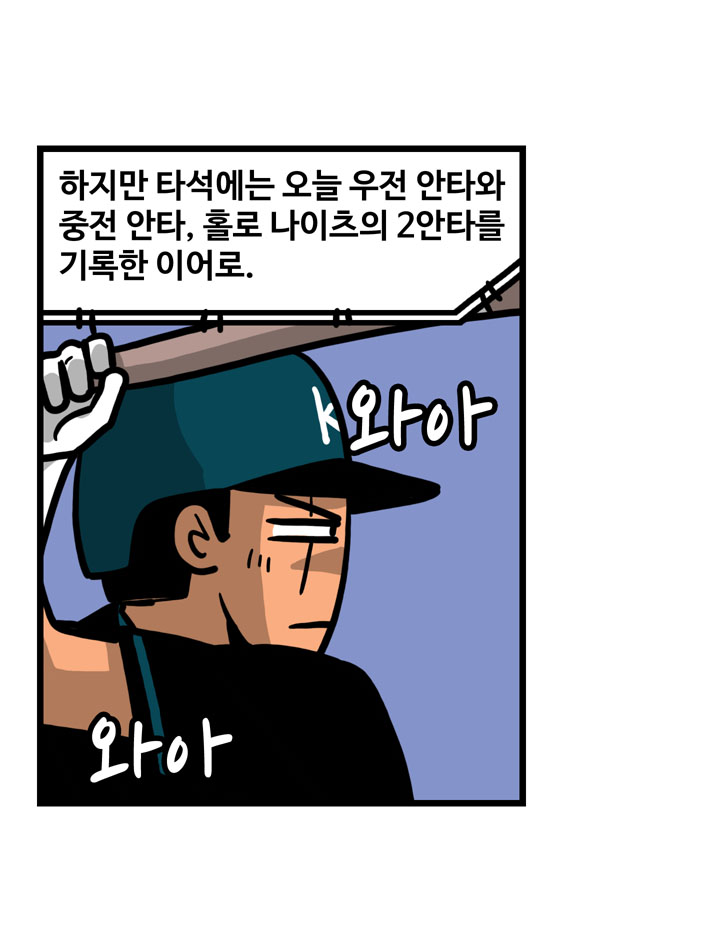 하지만 타석에는 오늘 우전 안타와
중전 안타, 홀로 나이츠의 2안타를
기록한 이어로.
K
와아
와아